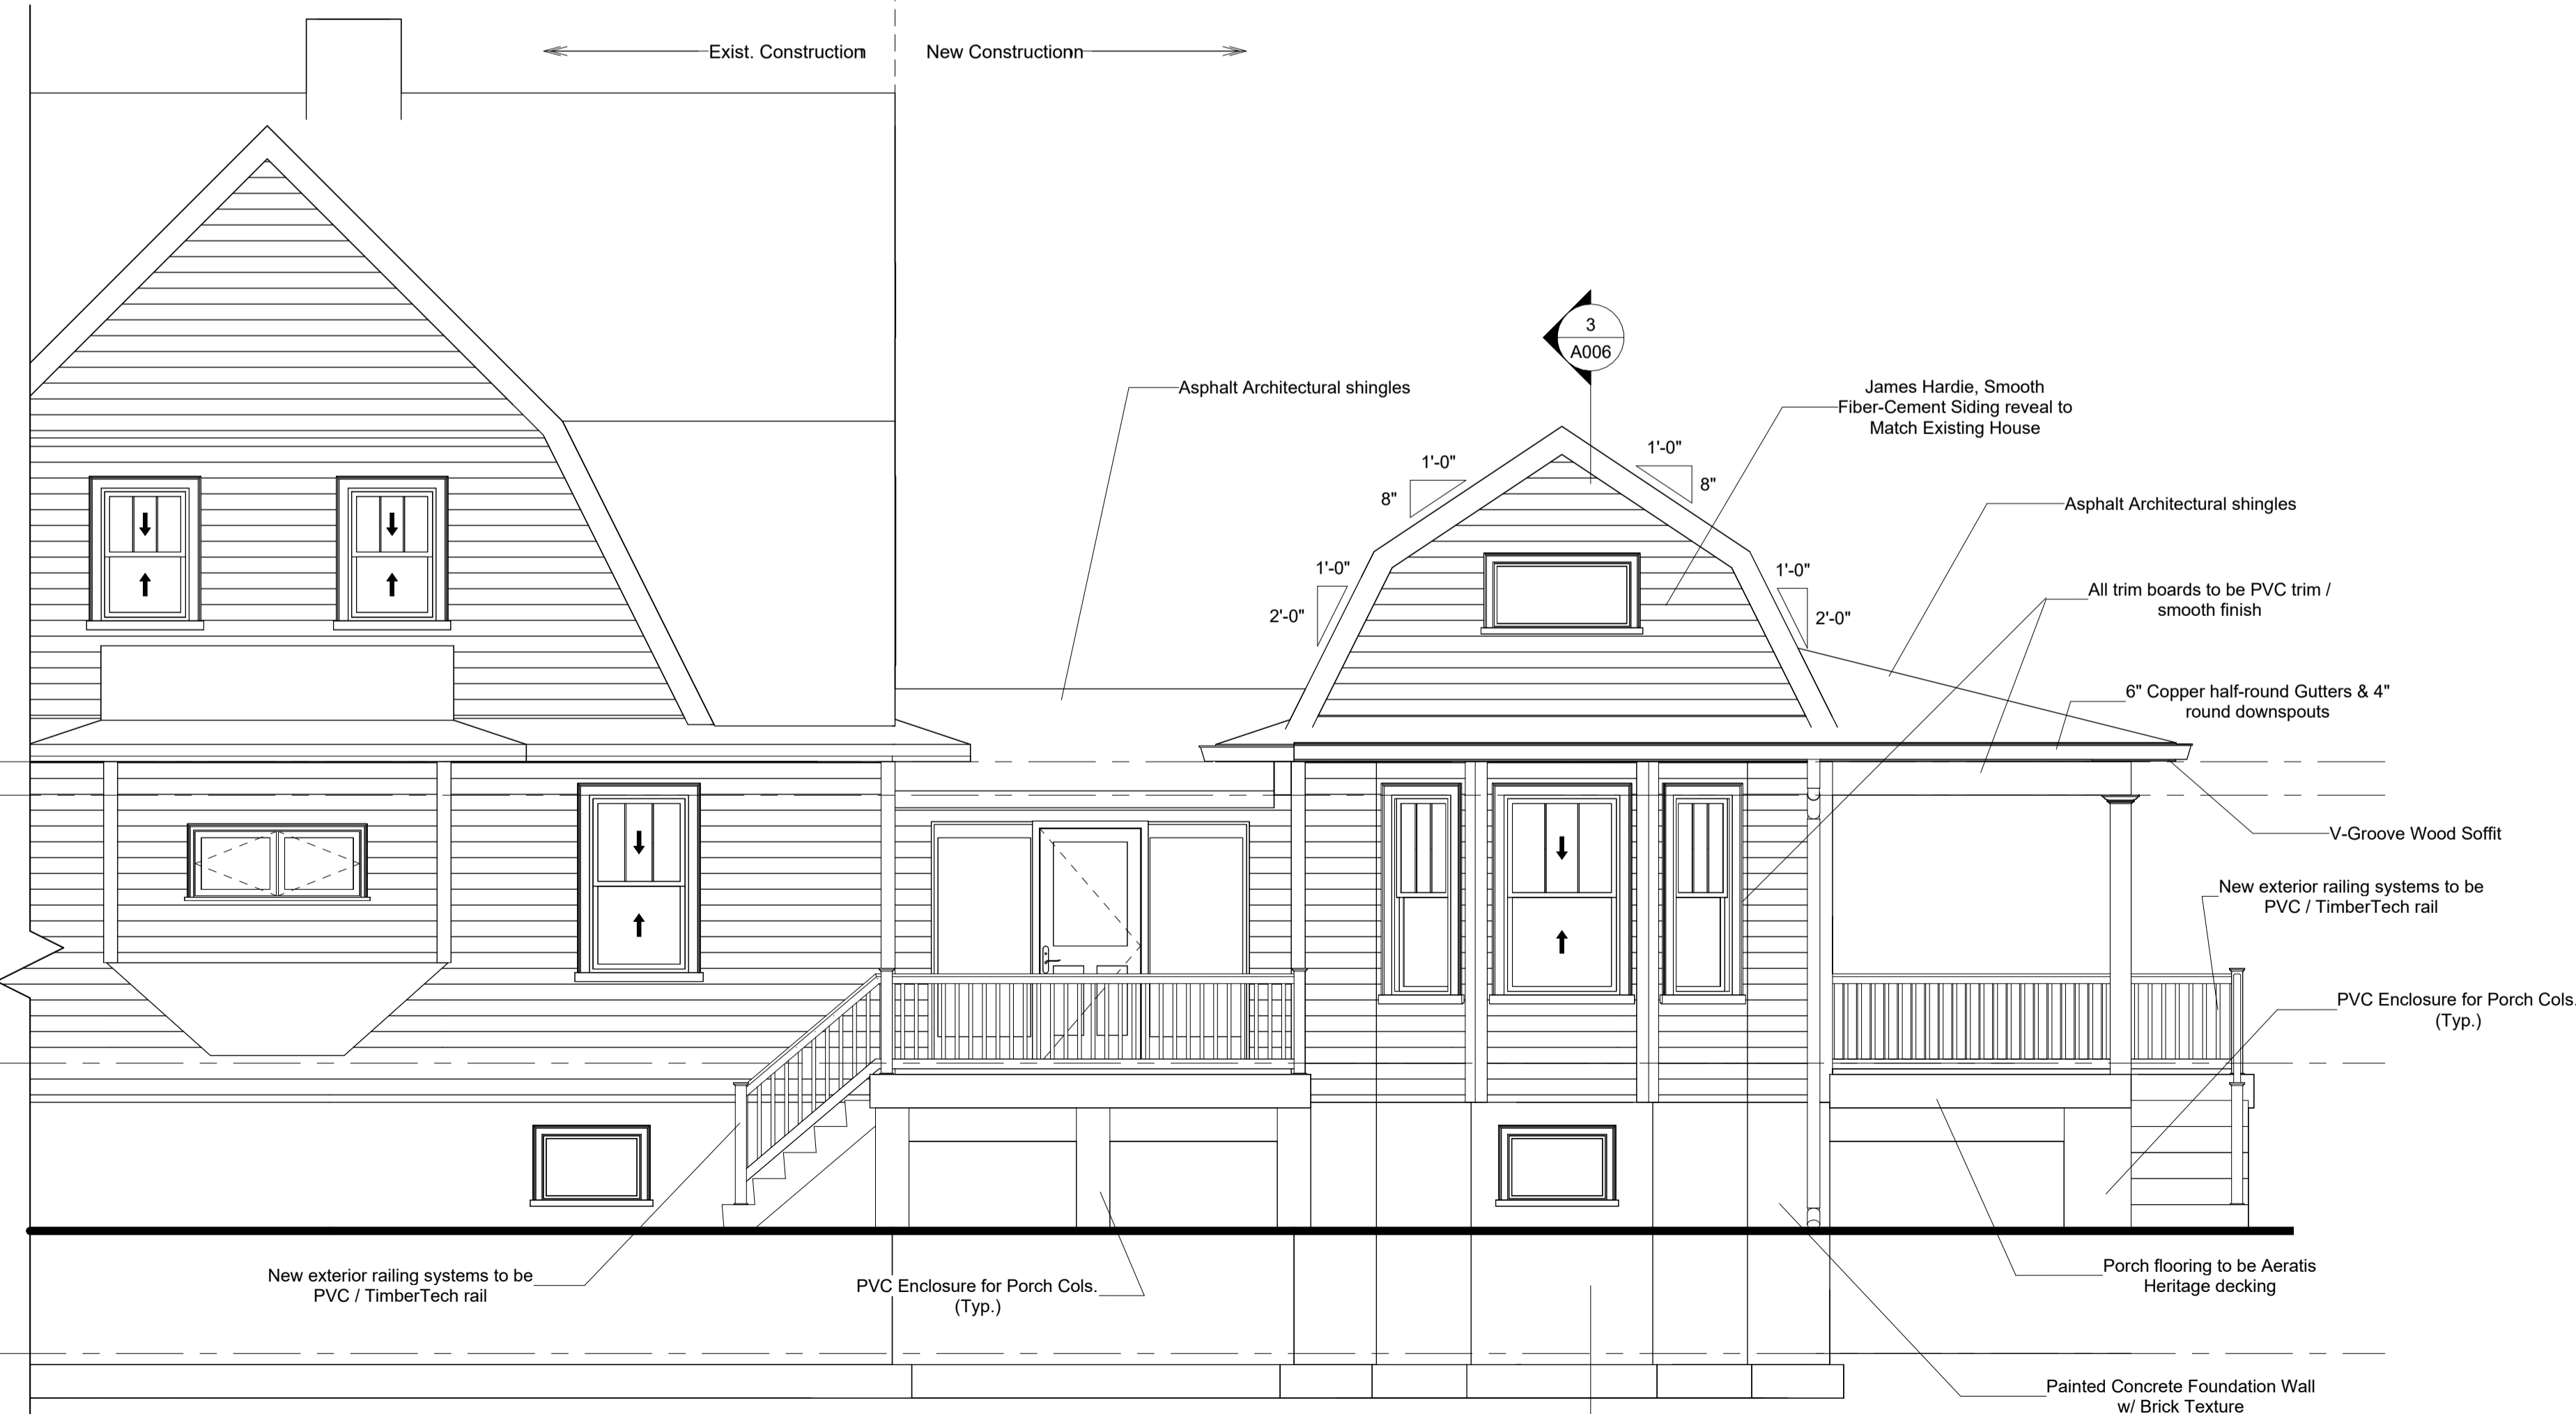 Exist. Construction
New Constructionn
3
A006
Asphalt Architectural shingles
James Hardie, Smooth
Fiber-Cement Siding reveal to
Match Existing House
1'-0"
8"
1'-0"
8"
Asphalt Architectural shingles
1'-0"
2'-0"
1'-0"
2'-0"
All trim boards to be PVC trim /
smooth finish
6" Copper half-round Gutters & 4"
round downspouts
V-Groove Wood Soffit
New exterior railing systems to be
PVC / TimberTech rail
PVC Enclosure for Porch Cols.
(Typ.)
New exterior railing systems to be
PVC / TimberTech rail
PVC Enclosure for Porch Cols.
(Typ.)
Porch flooring to be Aeratis
Heritage decking
Painted Concrete Foundation Wall
w/ Brick Texture